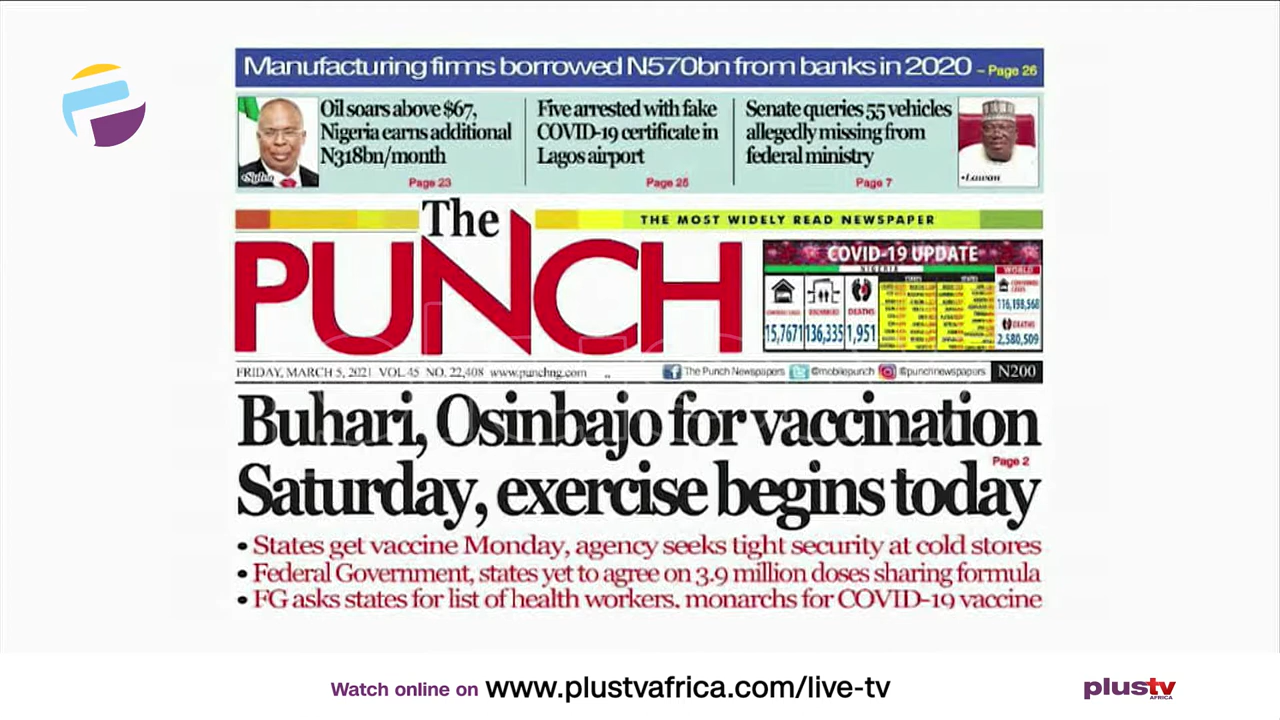 Manufacturing firms borrowed N570bn from banks in 2020 – Page 26
Oil soars above $67,
Nigeria earns additional
N318bn/month
Page 23
•Sylva
Five arrested with fake
COVID-19 certificate in
Lagos airport
Page 25
Senate queries 55 vehicles
allegedly missing from
federal ministry
Page 7
•Lawan
THE MOST WIDELY READ NEWSPAPER
The
PUNCH
COVID-19 UPDATE
NIGERIA
WORLD
DEATHS
15,7671
136,335
1,951
116,193,568
DEATHS
2,580,509
FRIDAY, MARCH 5, 2021 VOL.45 NO. 22,408 www.punchng.com
The Punch Newspapers @mobilepunch @punchnewspapers N200
Buhari, Osinbajo for vaccination
Page 2
Saturday, exercise begins today
• States get vaccine Monday, agency seeks tight security at cold stores
• Federal Government, states yet to agree on 3.9 million doses sharing formula
• FG asks states for list of health workers, monarchs for COVID-19 vaccine
Watch online on www.plustvafrica.com/live-tv
plustv
AFRICA